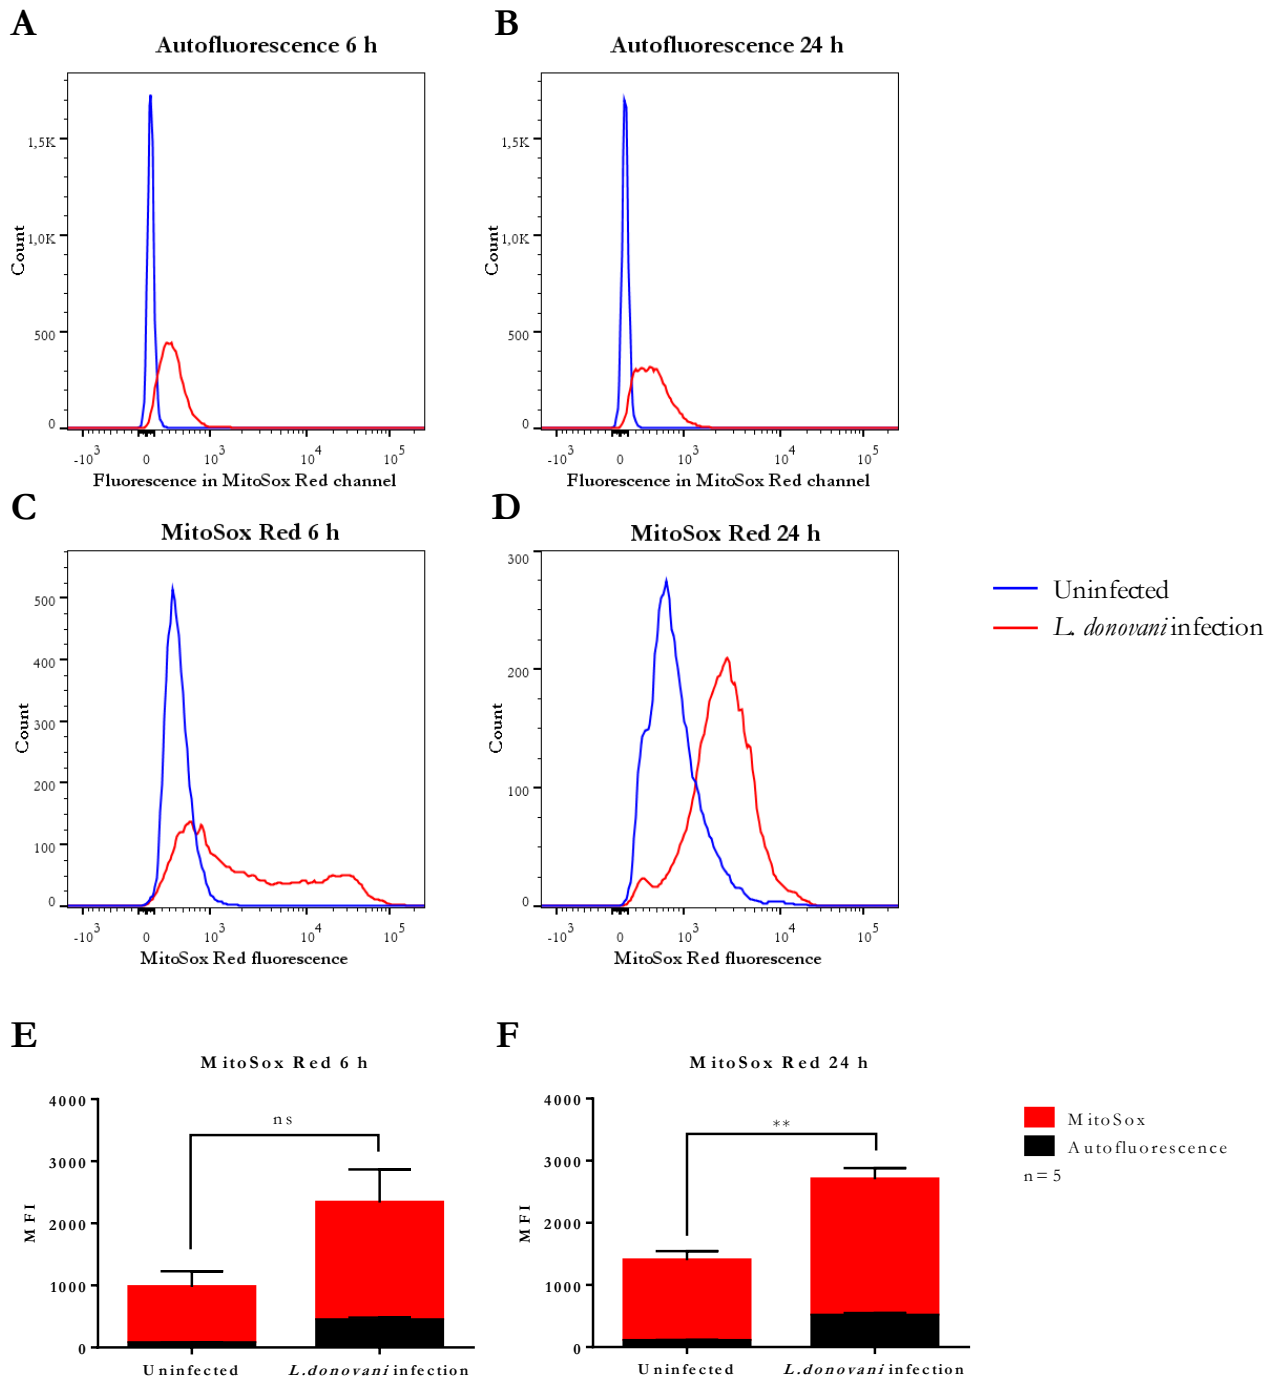 A
B
Autofluorescence 6 h
Autofluorescence 24 h
1,5K
1,0K
500
0
Count
-10³ 0 10³ 10⁴ 10⁵
Fluorescence in MitoSox Red channel
1,5K
1,0K
500
0
Count
-10³ 0 10³ 10⁴ 10⁵
Fluorescence in MitoSox Red channel
C
D
MitoSox Red 6 h
MitoSox Red 24 h
500
400
300
200
100
0
Count
-10³ 0 10³ 10⁴ 10⁵
MitoSox Red fluorescence
300
200
100
0
Count
-10³ 0 10³ 10⁴ 10⁵
MitoSox Red fluorescence
Uninfected
L. donovani infection
E
F
MitoSox Red 6 h
MitoSox Red 24 h
4000
3000
2000
1000
0
MFI
ns
Uninfected
L.donovani infection
4000
3000
2000
1000
0
MFI
**
Uninfected
L.donovani infection
MitoSox
Autofluorescence
n = 5